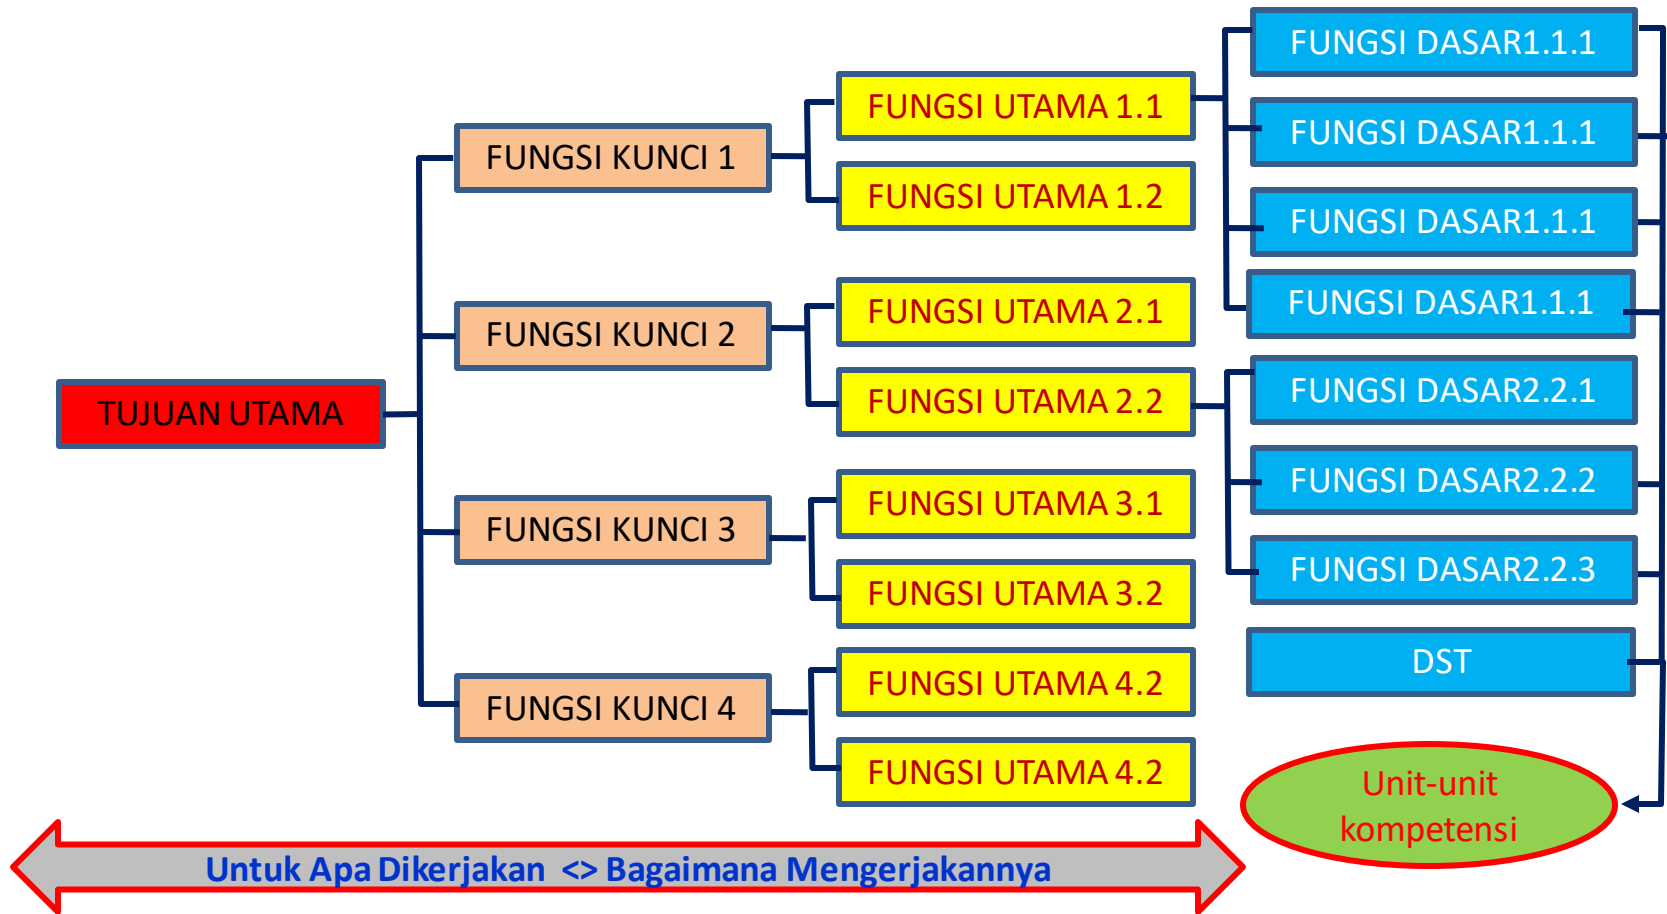 TUJUAN UTAMA
FUNGSI KUNCI 1
FUNGSI KUNCI 2
FUNGSI KUNCI 3
FUNGSI KUNCI 4
FUNGSI UTAMA 1.1
FUNGSI UTAMA 1.2
FUNGSI UTAMA 2.1
FUNGSI UTAMA 2.2
FUNGSI UTAMA 3.1
FUNGSI UTAMA 3.2
FUNGSI UTAMA 4.2
FUNGSI UTAMA 4.2
FUNGSI DASAR1.1.1
FUNGSI DASAR1.1.1
FUNGSI DASAR1.1.1
FUNGSI DASAR1.1.1
FUNGSI DASAR2.2.1
FUNGSI DASAR2.2.2
FUNGSI DASAR2.2.3
DST
Unit-unit
kompetensi
Untuk Apa Dikerjakan <> Bagaimana Mengerjakannya